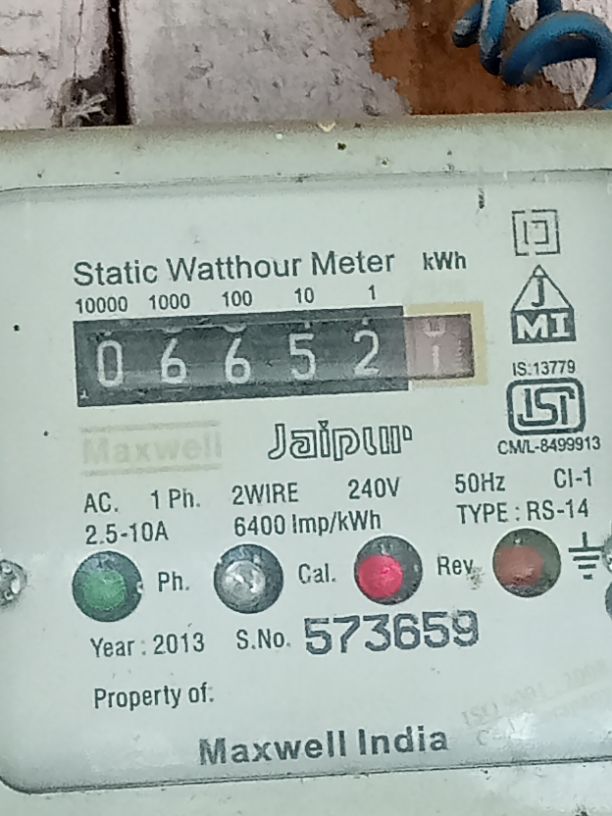 Static Watthour Meter kWh
10000 1000 100 10 1
0 6 6 5 2 1
J
MI
IS:13779
ISI
CM/L-8499913
Maxwell Jaipur
AC. 1 Ph. 2WIRE 240V 50Hz Cl-1
2.5-10A 6400 Imp/kWh TYPE : RS-14
Ph. Cal. Rev.
Year : 2013 S.No. 573659
Property of:
Maxwell India